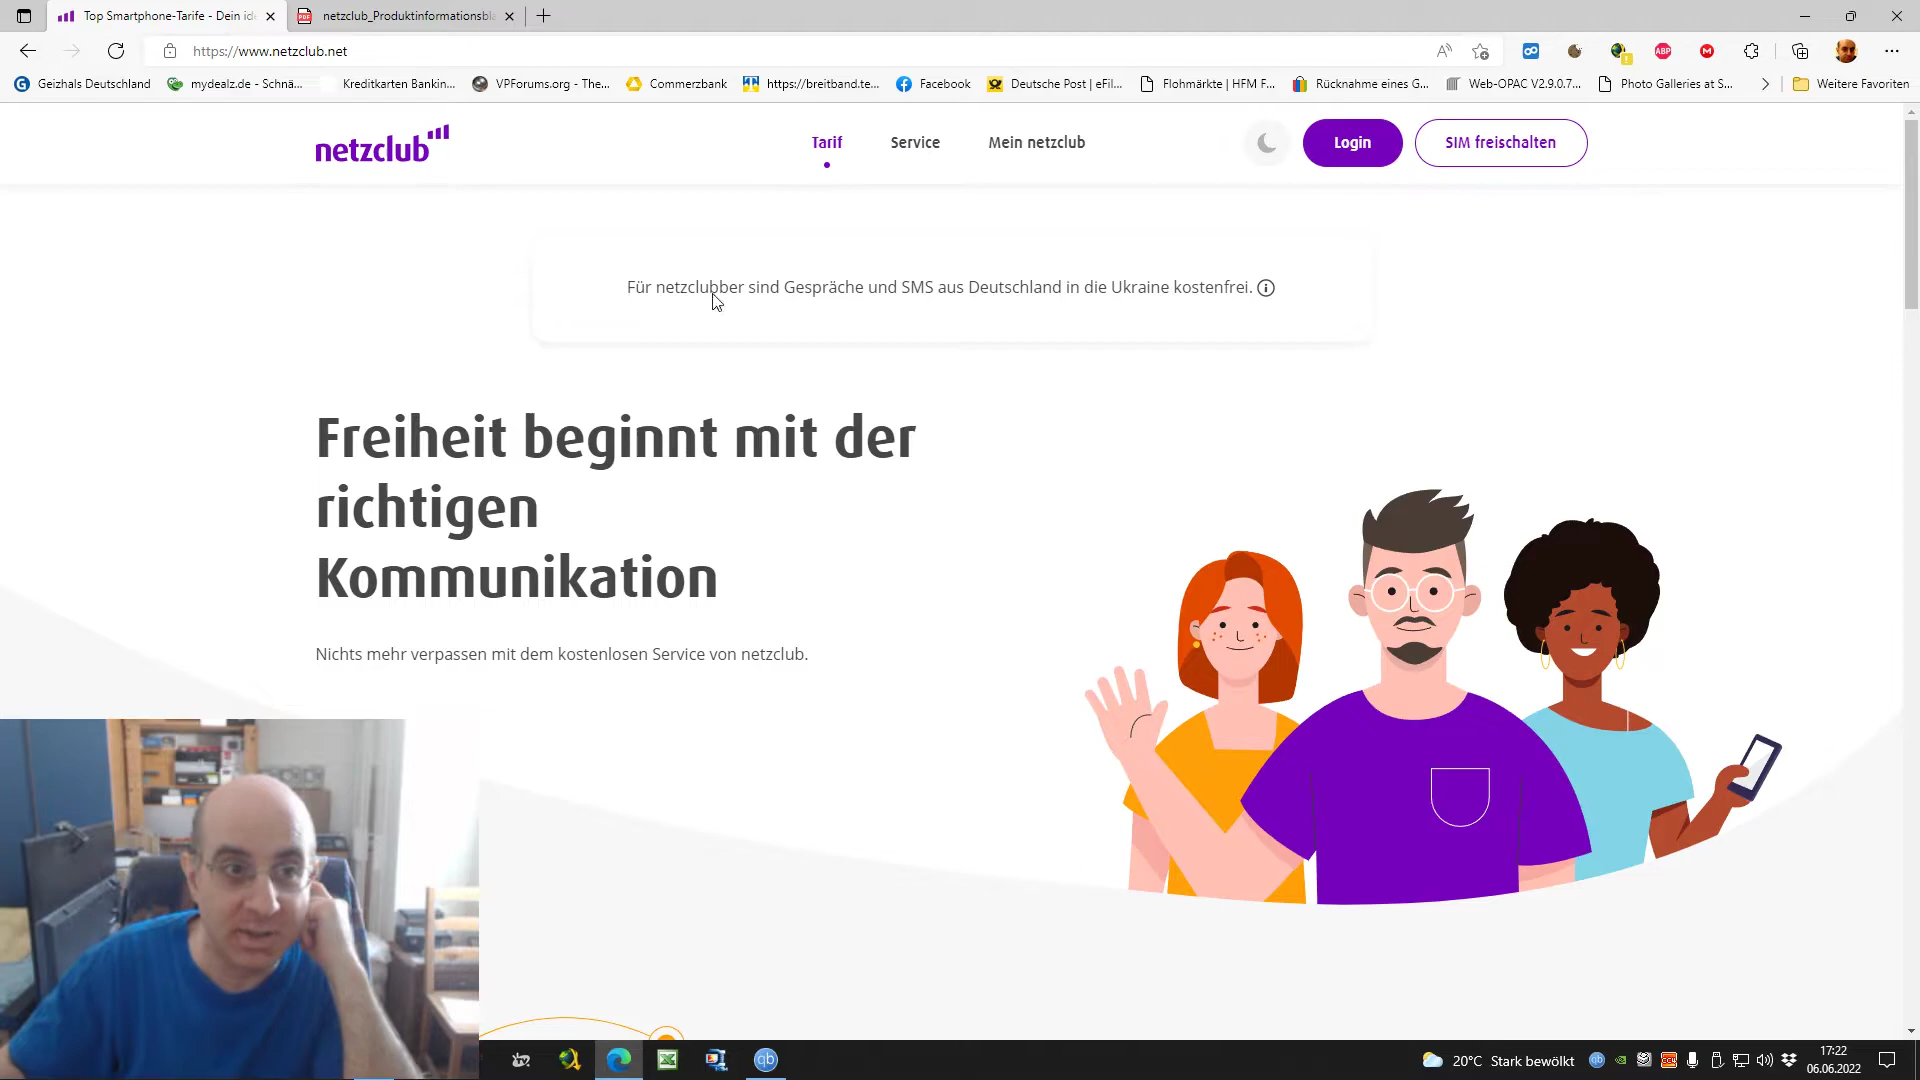 Top Smartphone-Tarife - Dein ide
netzclub_Produktinformationsbla
https://www.netzclub.net
Geizhals Deutschland
mydealz.de - Schnä...
Kreditkarten Bankin...
VPForums.org - The...
Commerzbank
https://breitband.te...
Facebook
Deutsche Post | eFil...
Flohmärkte | HFM F...
Rücknahme eines G...
Web-OPAC V2.9.0.7...
Photo Galleries at S...
Weitere Favoriten
netzclub
Tarif
Service
Mein netzclub
Login
SIM freischalten
Für netzclubber sind Gespräche und SMS aus Deutschland in die Ukraine kostenfrei.
Freiheit beginnt mit der
richtigen
Kommunikation
Nichts mehr verpassen mit dem kostenlosen Service von netzclub.
20°C Stark bewölkt
17:22
06.06.2022